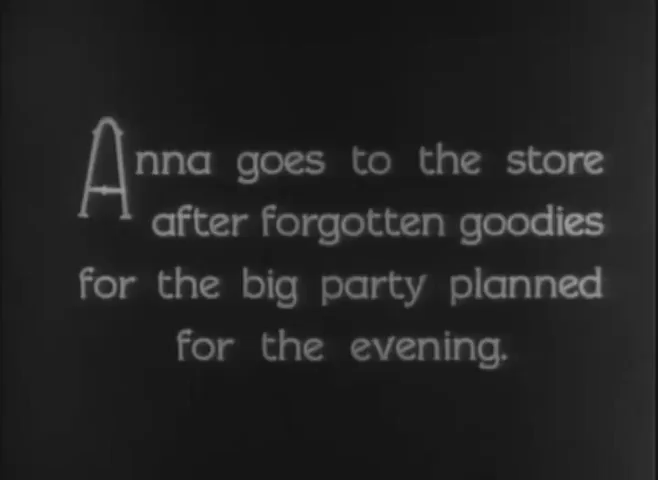 Anna goes to the store
after forgotten goodies
for the big party planned
for the evening.